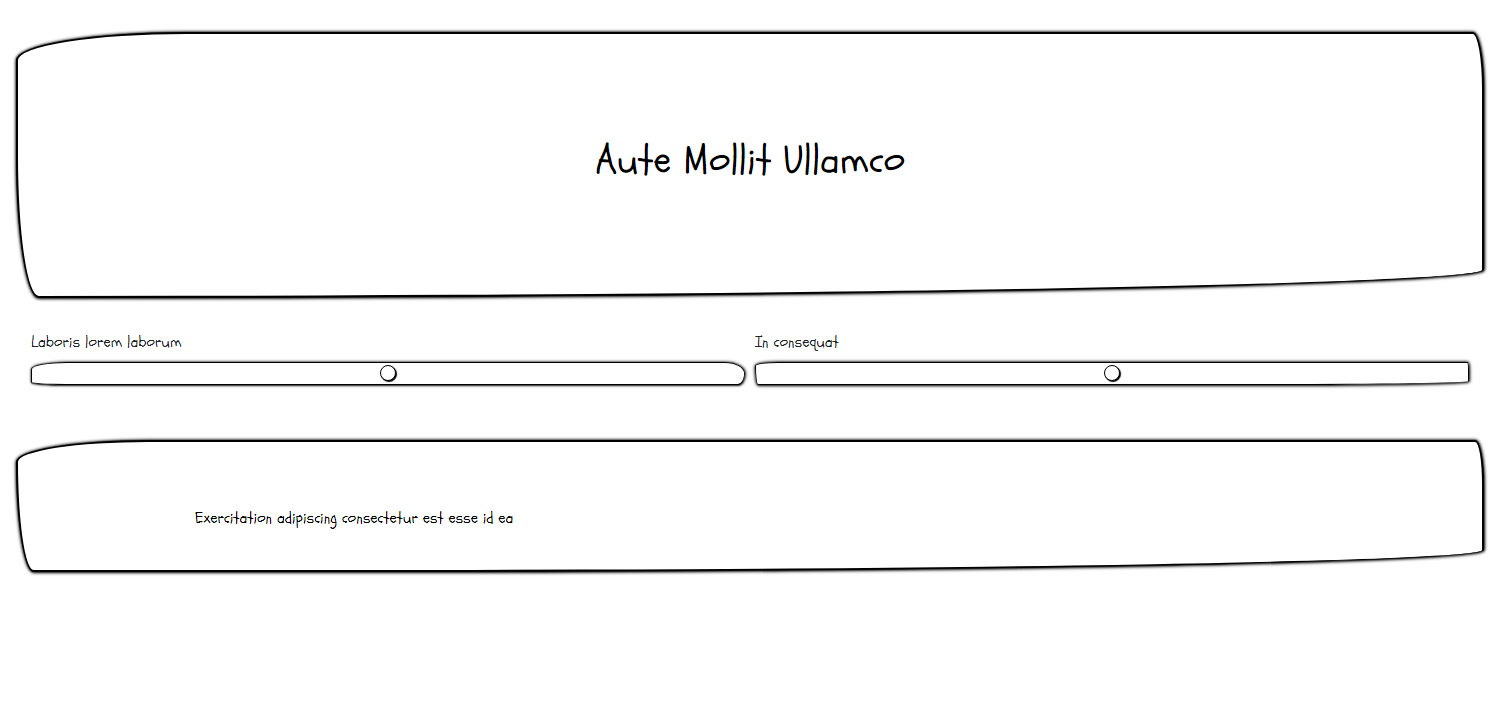 Aute Mollit Ullamco
Laboris lorem laborum
In consequat
Exercitation adipiscing consectetur est esse id ea